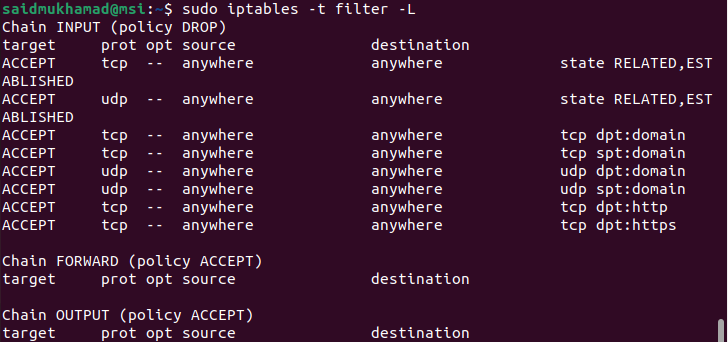 saidmukhamad@msi:~$ sudo iptables -t filter -L
Chain INPUT (policy DROP)
target     prot opt source               destination
ACCEPT     tcp  --  anywhere             anywhere             state RELATED,EST
ABLISHED
ACCEPT     udp  --  anywhere             anywhere             state RELATED,EST
ABLISHED
ACCEPT     tcp  --  anywhere             anywhere             tcp dpt:domain
ACCEPT     tcp  --  anywhere             anywhere             tcp spt:domain
ACCEPT     udp  --  anywhere             anywhere             udp dpt:domain
ACCEPT     udp  --  anywhere             anywhere             udp spt:domain
ACCEPT     tcp  --  anywhere             anywhere             tcp dpt:http
ACCEPT     tcp  --  anywhere             anywhere             tcp dpt:https

Chain FORWARD (policy ACCEPT)
target     prot opt source               destination

Chain OUTPUT (policy ACCEPT)
target     prot opt source               destination